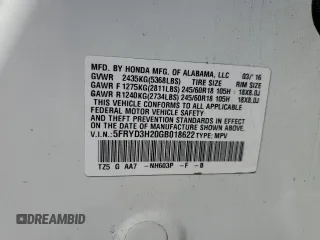 MFD. BY HONDA MFG. OF ALABAMA, LLC 03/16
GVWR 2435KG(5368LBS) TIRE SIZE RIM SIZE
GAWR F 1275KG(2811LBS) 245/60R18 105H 18X8.0J
GAWR R1240KG(2734LBS) 245/60R18 105H 18X8.0J
THIS VEHICLE CONFORMS TO ALL APPLICABLE
FEDERAL MOTOR VEHICLE SAFETY AND
THEFT PREVENTION STANDARDS IN EFFECT
ON THE DATE OF MANUFACTURE SHOWN ABOVE.
V.I.N.:5FRYD3H20GB018622 TYPE: MPV
TZ5 G AA7 -NH603P -F -B
AutoBidMaster